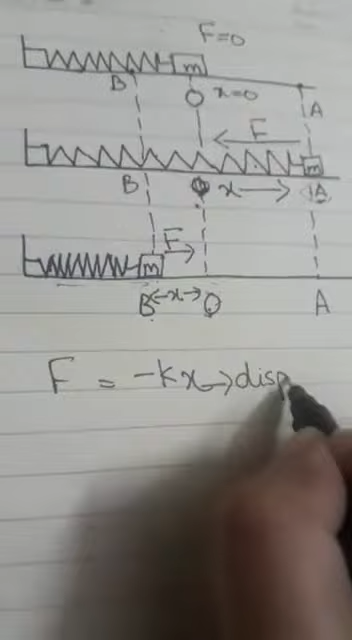 F=0
m
B
O x=0
A
F
m
B O x→ A
F
m
B ←x→ O A
F = -kx→disp